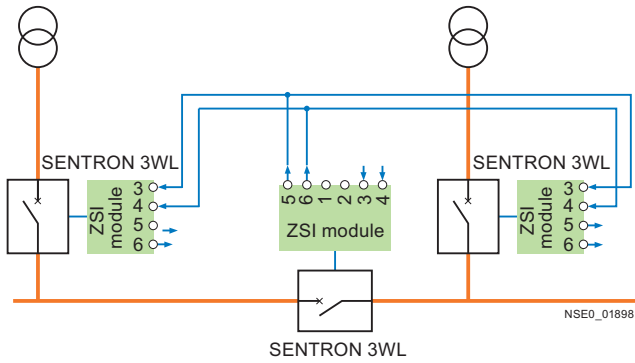 SENTRON 3WL
SENTRON 3WL
ZSI
module
3
4
5
6
5
6
1
2
3
4
ZSI module
ZSI
module
3
4
5
6
NSE0_01898
SENTRON 3WL